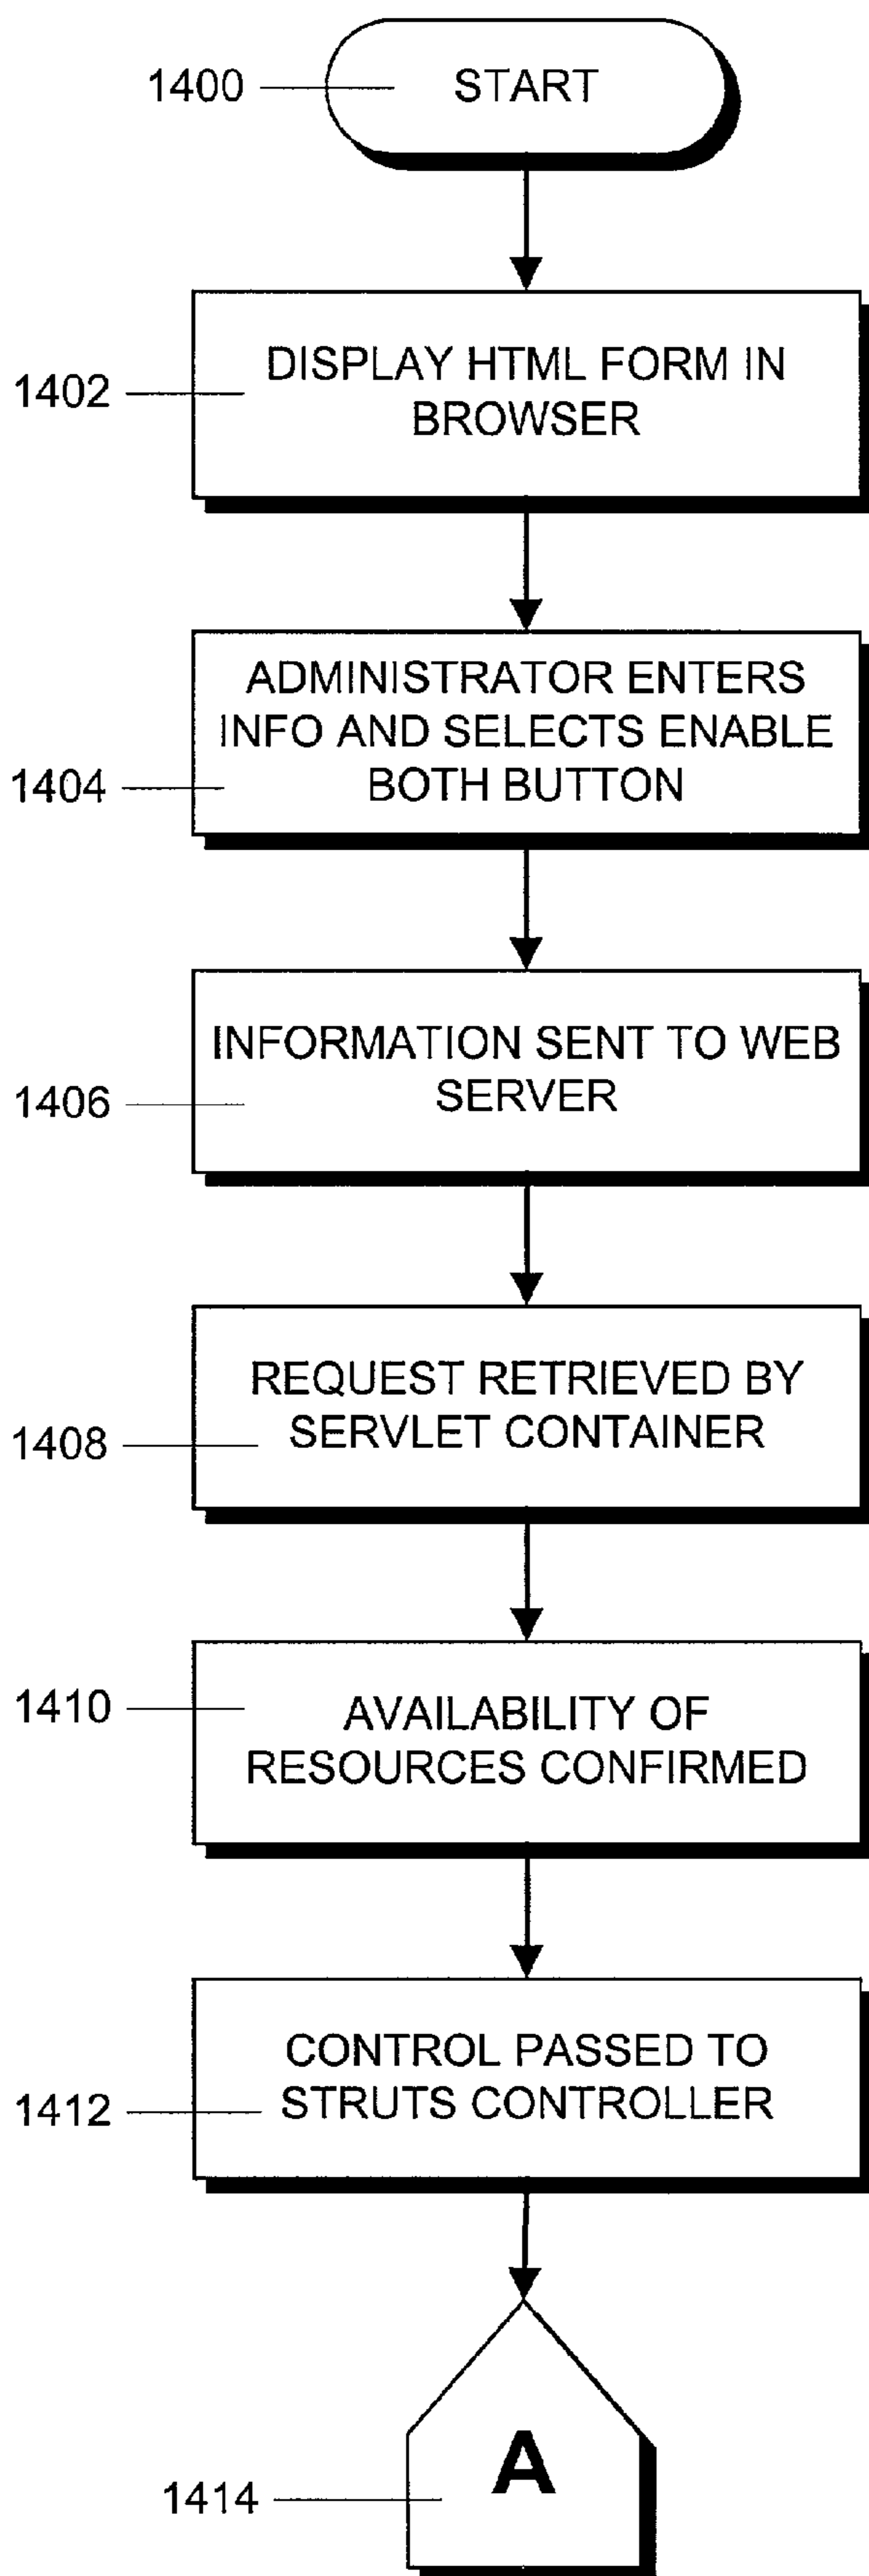 1400
START
1402
DISPLAY HTML FORM IN
BROWSER
1404
ADMINISTRATOR ENTERS
INFO AND SELECTS ENABLE
BOTH BUTTON
1406
INFORMATION SENT TO WEB
SERVER
1408
REQUEST RETRIEVED BY
SERVLET CONTAINER
1410
AVAILABILITY OF
RESOURCES CONFIRMED
1412
CONTROL PASSED TO
STRUTS CONTROLLER
1414
A